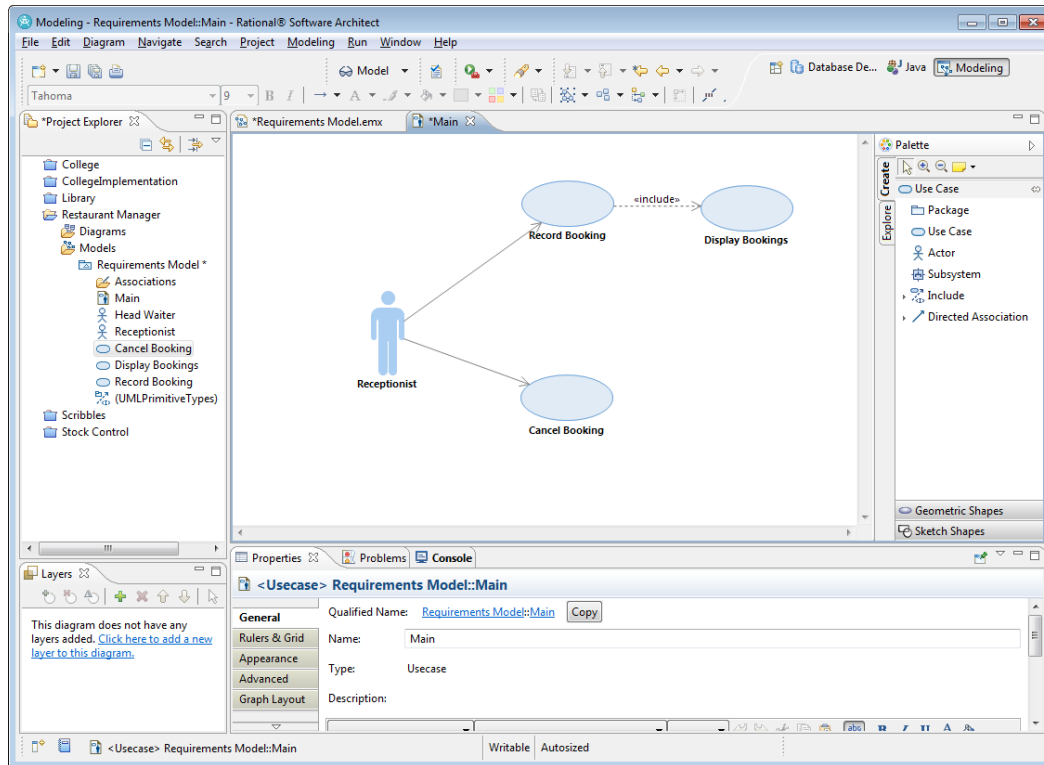 Modeling - Requirements Model::Main - Rational® Software Architect
File Edit Diagram Navigate Search Project Modeling Run Window Help
Model
Database De... Java Modeling
Tahoma 9 B I A
*Project Explorer
*Requirements Model.emx *Main
College
CollegeImplementation
Library
Restaurant Manager
Diagrams
Models
Requirements Model *
Associations
Main
Head Waiter
Receptionist
Cancel Booking
Display Bookings
Record Booking
(UMLPrimitiveTypes)
Scribbles
Stock Control
«include»
Record Booking
Display Bookings
Receptionist
Cancel Booking
Palette
Create
Explore
Use Case
Package
Use Case
Actor
Subsystem
Include
Directed Association
Geometric Shapes
Sketch Shapes
Layers
This diagram does not have any
layers added. Click here to add a new
layer to this diagram.
Properties Problems Console
<Usecase> Requirements Model::Main
General
Rulers & Grid
Appearance
Advanced
Graph Layout
Qualified Name: Requirements Model::Main Copy
Name: Main
Type: Usecase
Description:
abc B I U A
<Usecase> Requirements Model::Main Writable Autosized